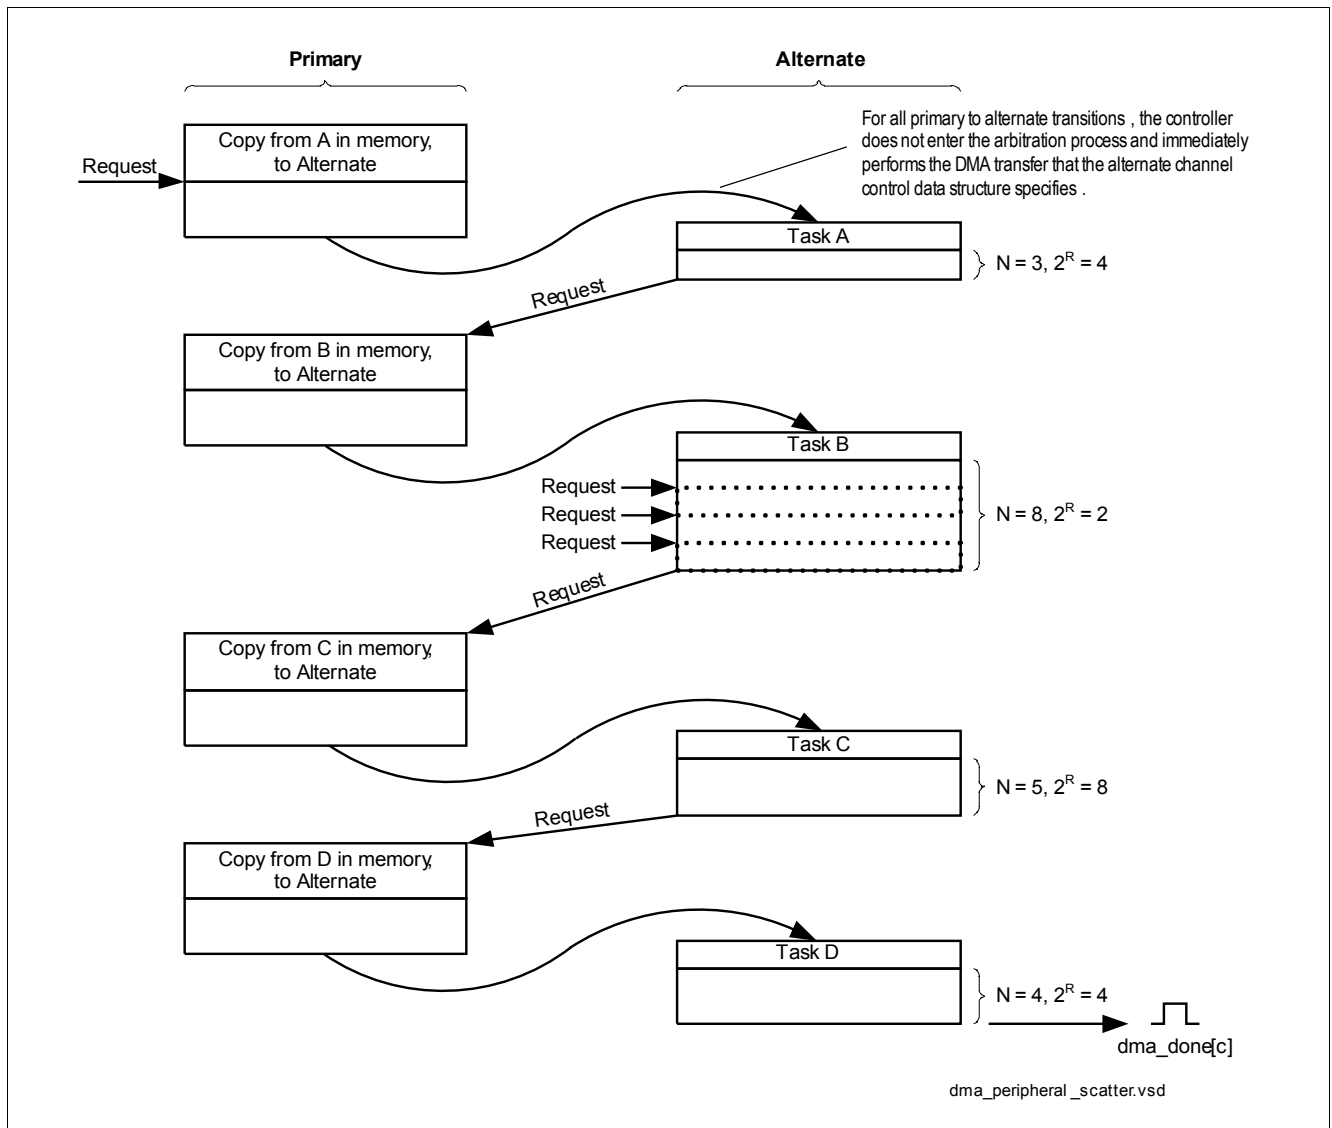 Primary
Alternate
For all primary to alternate transitions , the controller
does not enter the arbitration process and immediately
performs the DMA transfer that the alternate channel
control data structure specifies .
Request
Copy from A in memory,
to Alternate
Task A
N = 3, 2^R = 4
Request
Copy from B in memory,
to Alternate
Task B
Request
Request
Request
N = 8, 2^R = 2
Request
Copy from C in memory,
to Alternate
Task C
N = 5, 2^R = 8
Request
Copy from D in memory,
to Alternate
Task D
N = 4, 2^R = 4
dma_done[c]
dma_peripheral _scatter.vsd